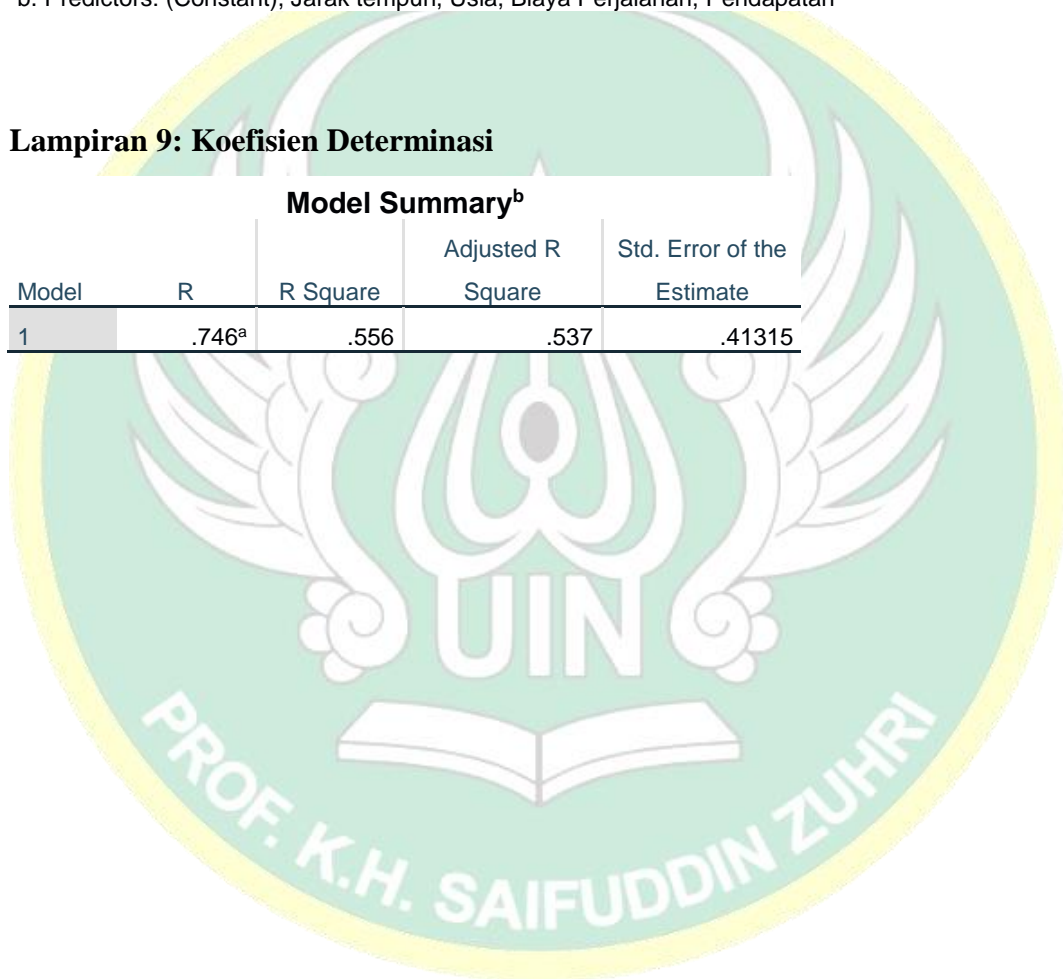 b. Predictors: (Constant), Jarak tempuh, Usia, Biaya Perjalanan, Pendapatan
Lampiran 9: Koefisien Determinasi
Model Summaryᵇ
Model R R Square Adjusted R Square Std. Error of the Estimate
1 .746ᵃ .556 .537 .41315
UIN
PROF. K.H. SAIFUDDIN ZUHRI